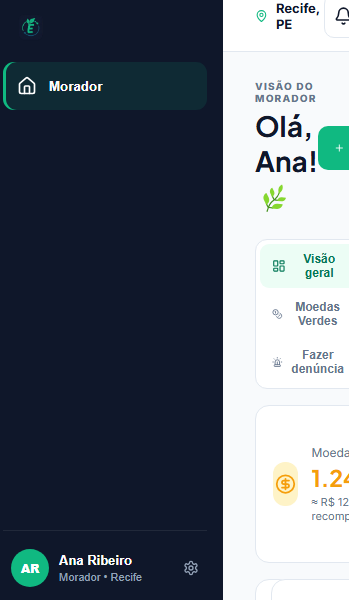 Morador
Ana Ribeiro
Morador • Recife
AR
Recife,
PE
VISÃO DO
MORADOR
Olá,
Ana!
+
Visão
geral
Moedas
Verdes
Fazer
denúncia
Moeda
1.24
≈ R$ 12
recomp